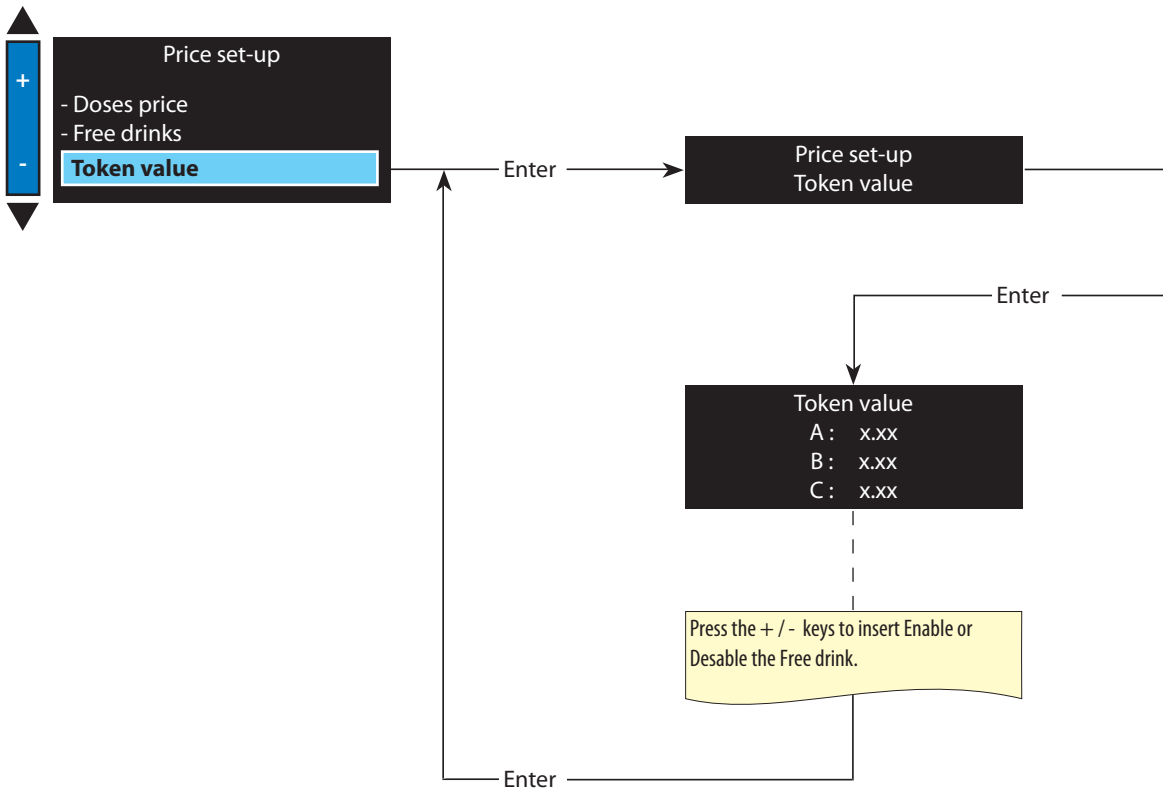 +
-
Price set-up
- Doses price
- Free drinks
Token value
Enter
Price set-up
Token value
Enter
Token value
A : x.xx
B : x.xx
C : x.xx
Press the + / - keys to insert Enable or
Desable the Free drink.
Enter